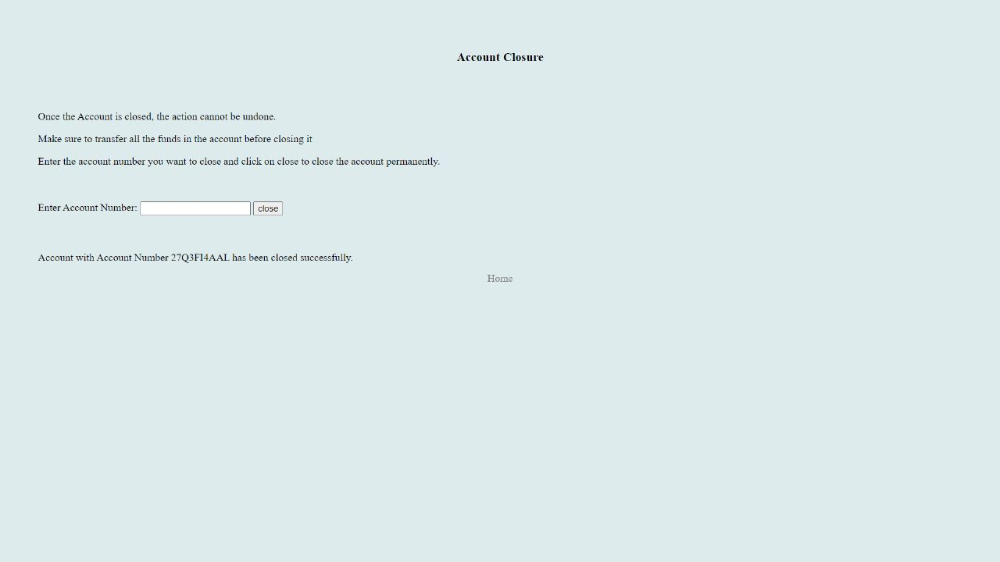 Account Closure
Once the Account is closed, the action cannot be undone.
Make sure to transfer all the funds in the account before closing it
Enter the account number you want to close and click on close to close the account permanently.
Enter Account Number: close
Account with Account Number 27Q3FI4AAL has been closed successfully.
Home